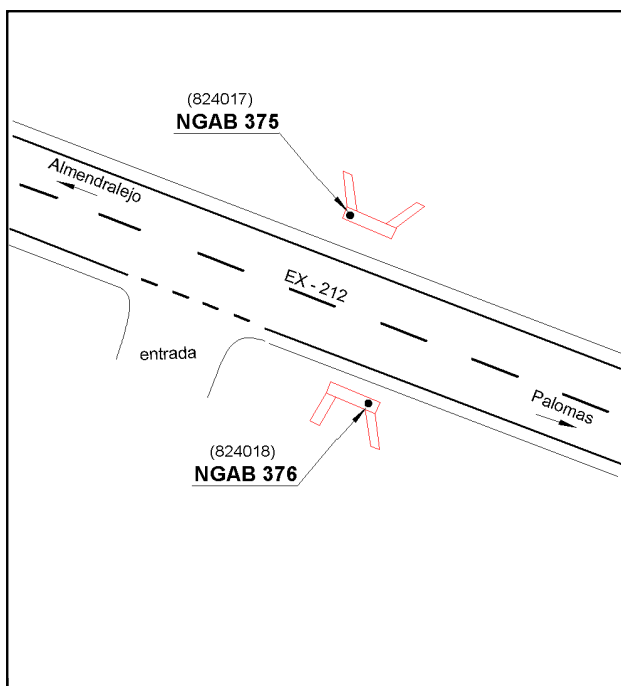 (824017)
NGAB 375
Almendralejo
EX - 212
entrada
Palomas
(824018)
NGAB 376